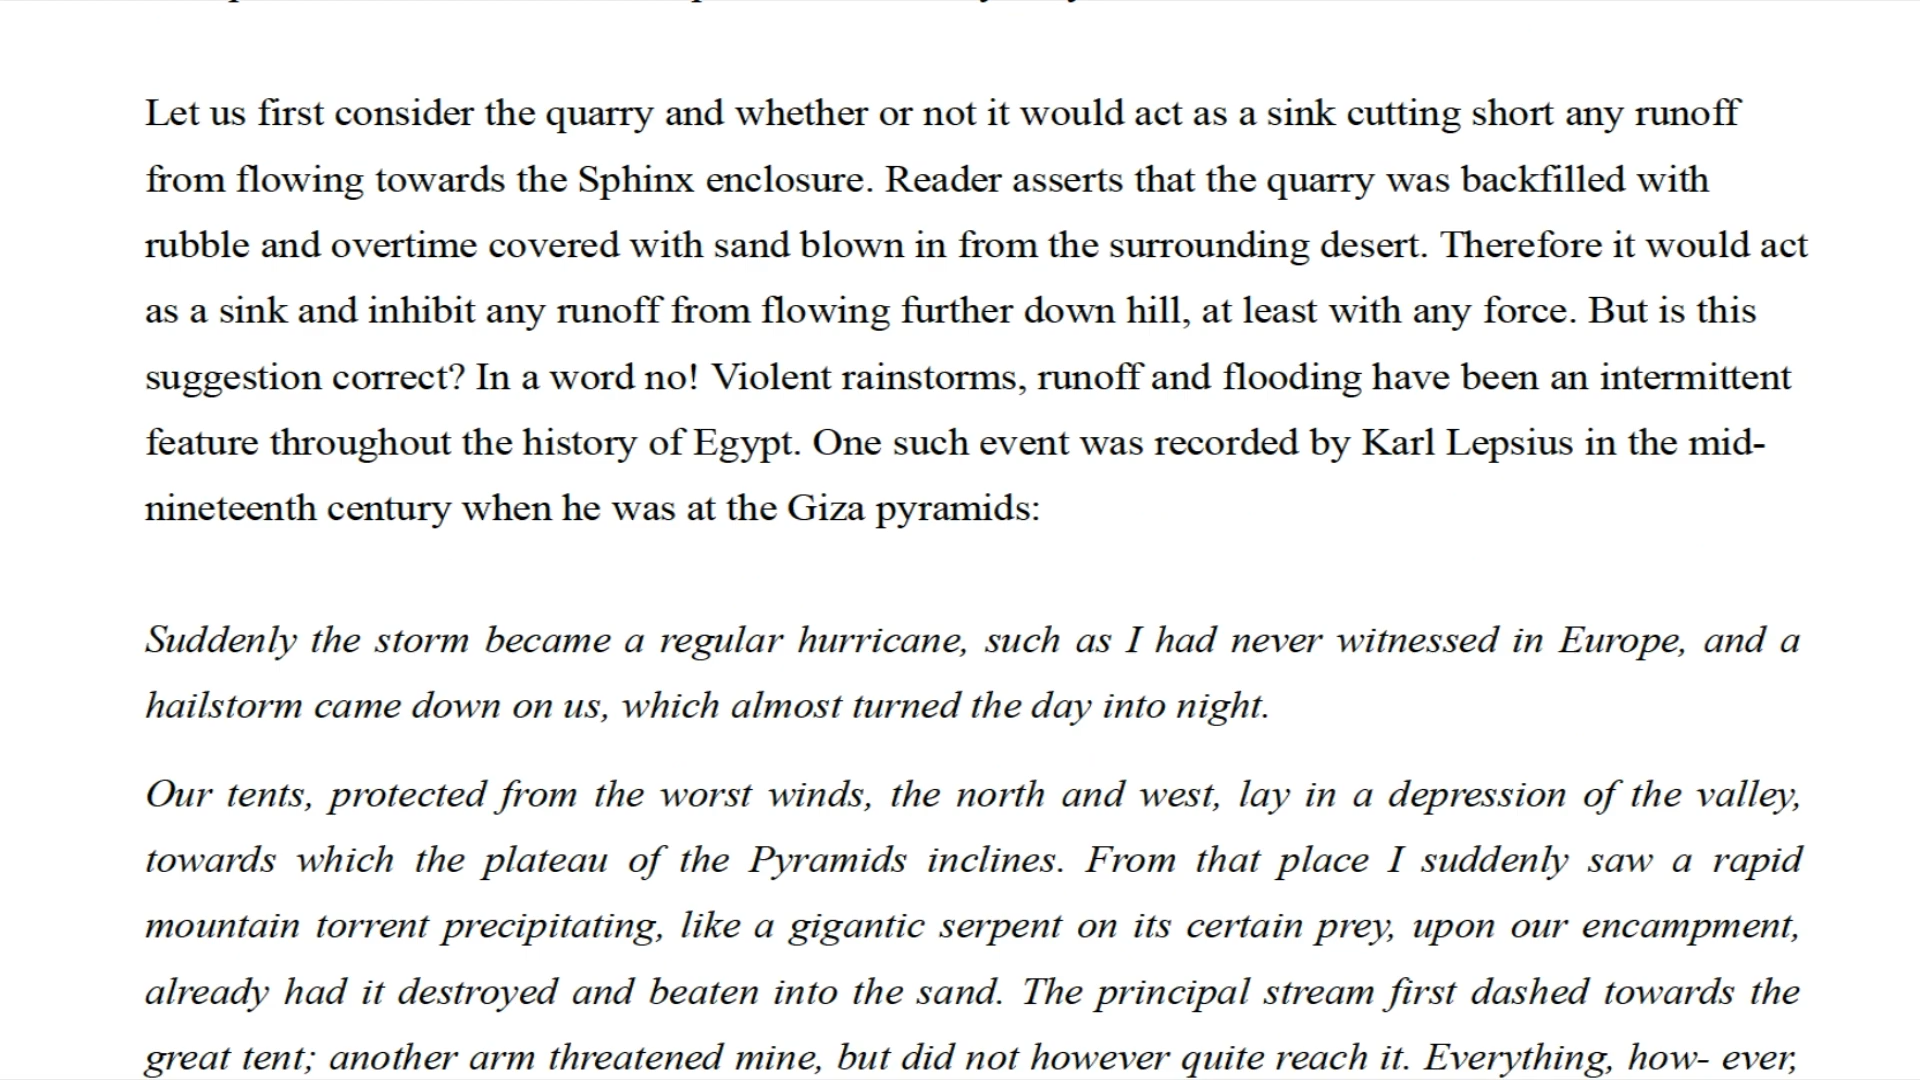 Let us first consider the quarry and whether or not it would act as a sink cutting short any runoff
from flowing towards the Sphinx enclosure. Reader asserts that the quarry was backfilled with
rubble and overtime covered with sand blown in from the surrounding desert. Therefore it would act
as a sink and inhibit any runoff from flowing further down hill, at least with any force. But is this
suggestion correct? In a word no! Violent rainstorms, runoff and flooding have been an intermittent
feature throughout the history of Egypt. One such event was recorded by Karl Lepsius in the mid-
nineteenth century when he was at the Giza pyramids:
Suddenly the storm became a regular hurricane, such as I had never witnessed in Europe, and a
hailstorm came down on us, which almost turned the day into night.
Our tents, protected from the worst winds, the north and west, lay in a depression of the valley,
towards which the plateau of the Pyramids inclines. From that place I suddenly saw a rapid
mountain torrent precipitating, like a gigantic serpent on its certain prey, upon our encampment,
already had it destroyed and beaten into the sand. The principal stream first dashed towards the
great tent; another arm threatened mine, but did not however quite reach it. Everything, how- ever,